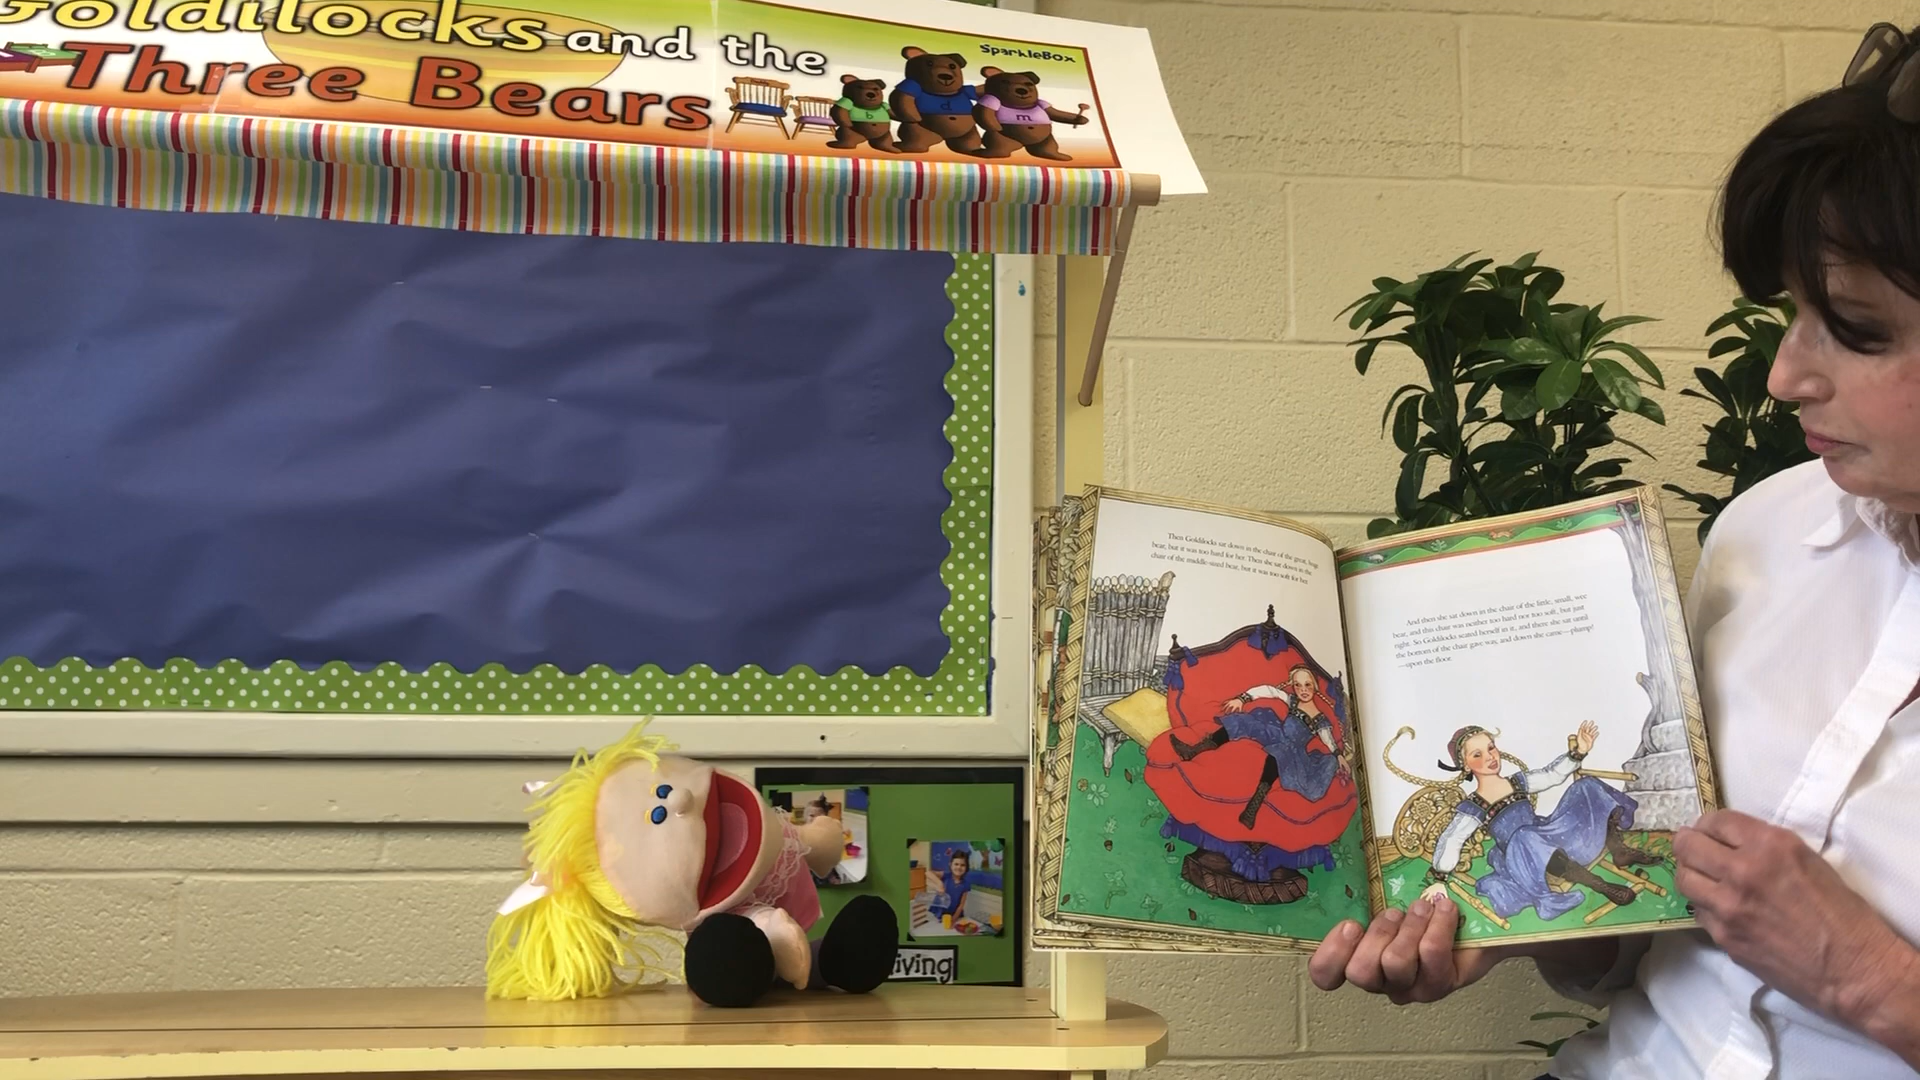 Goldilocks and the
Three Bears
SparkleBox
b
d
m
Then Goldilocks sat down in the chair of the great, huge
bear, but it was too hard for her. Then she sat down in the
chair of the middle-sized bear, but it was too soft for her.
And then she sat down in the chair of the little, small, wee
bear, and this chair was neither too hard nor too soft, but just
right. So Goldilocks seated herself in it, and there she sat until
the bottom of the chair gave way, and down she came—plump!
—upon the floor.
iving